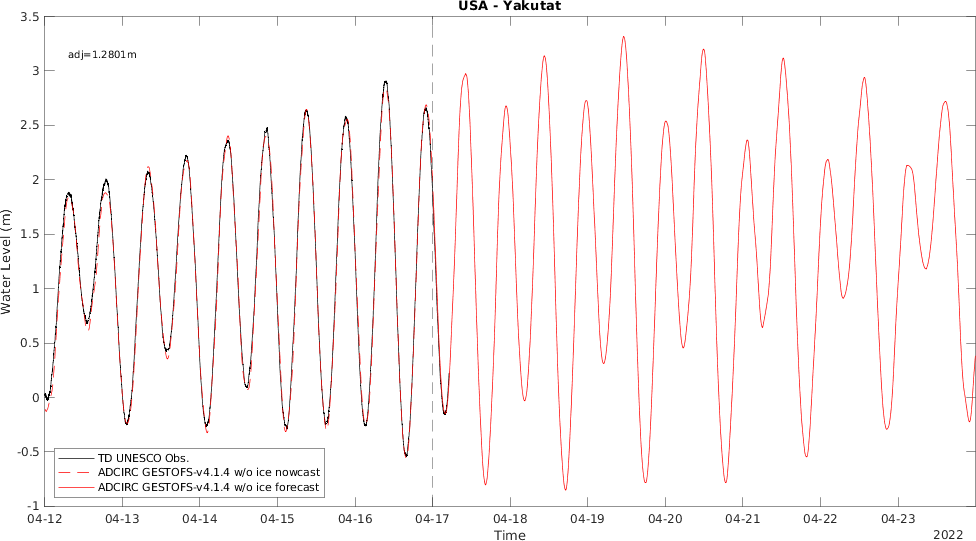 USA - Yakutat
adj=1.2801m
3.5
3
2.5
2
1.5
1
0.5
0
-0.5
-1
Water Level (m)
TD UNESCO Obs.
ADCIRC GESTOFS-v4.1.4 w/o ice nowcast
ADCIRC GESTOFS-v4.1.4 w/o ice forecast
04-12 04-13 04-14 04-15 04-16 04-17 04-18 04-19 04-20 04-21 04-22 04-23
Time
2022